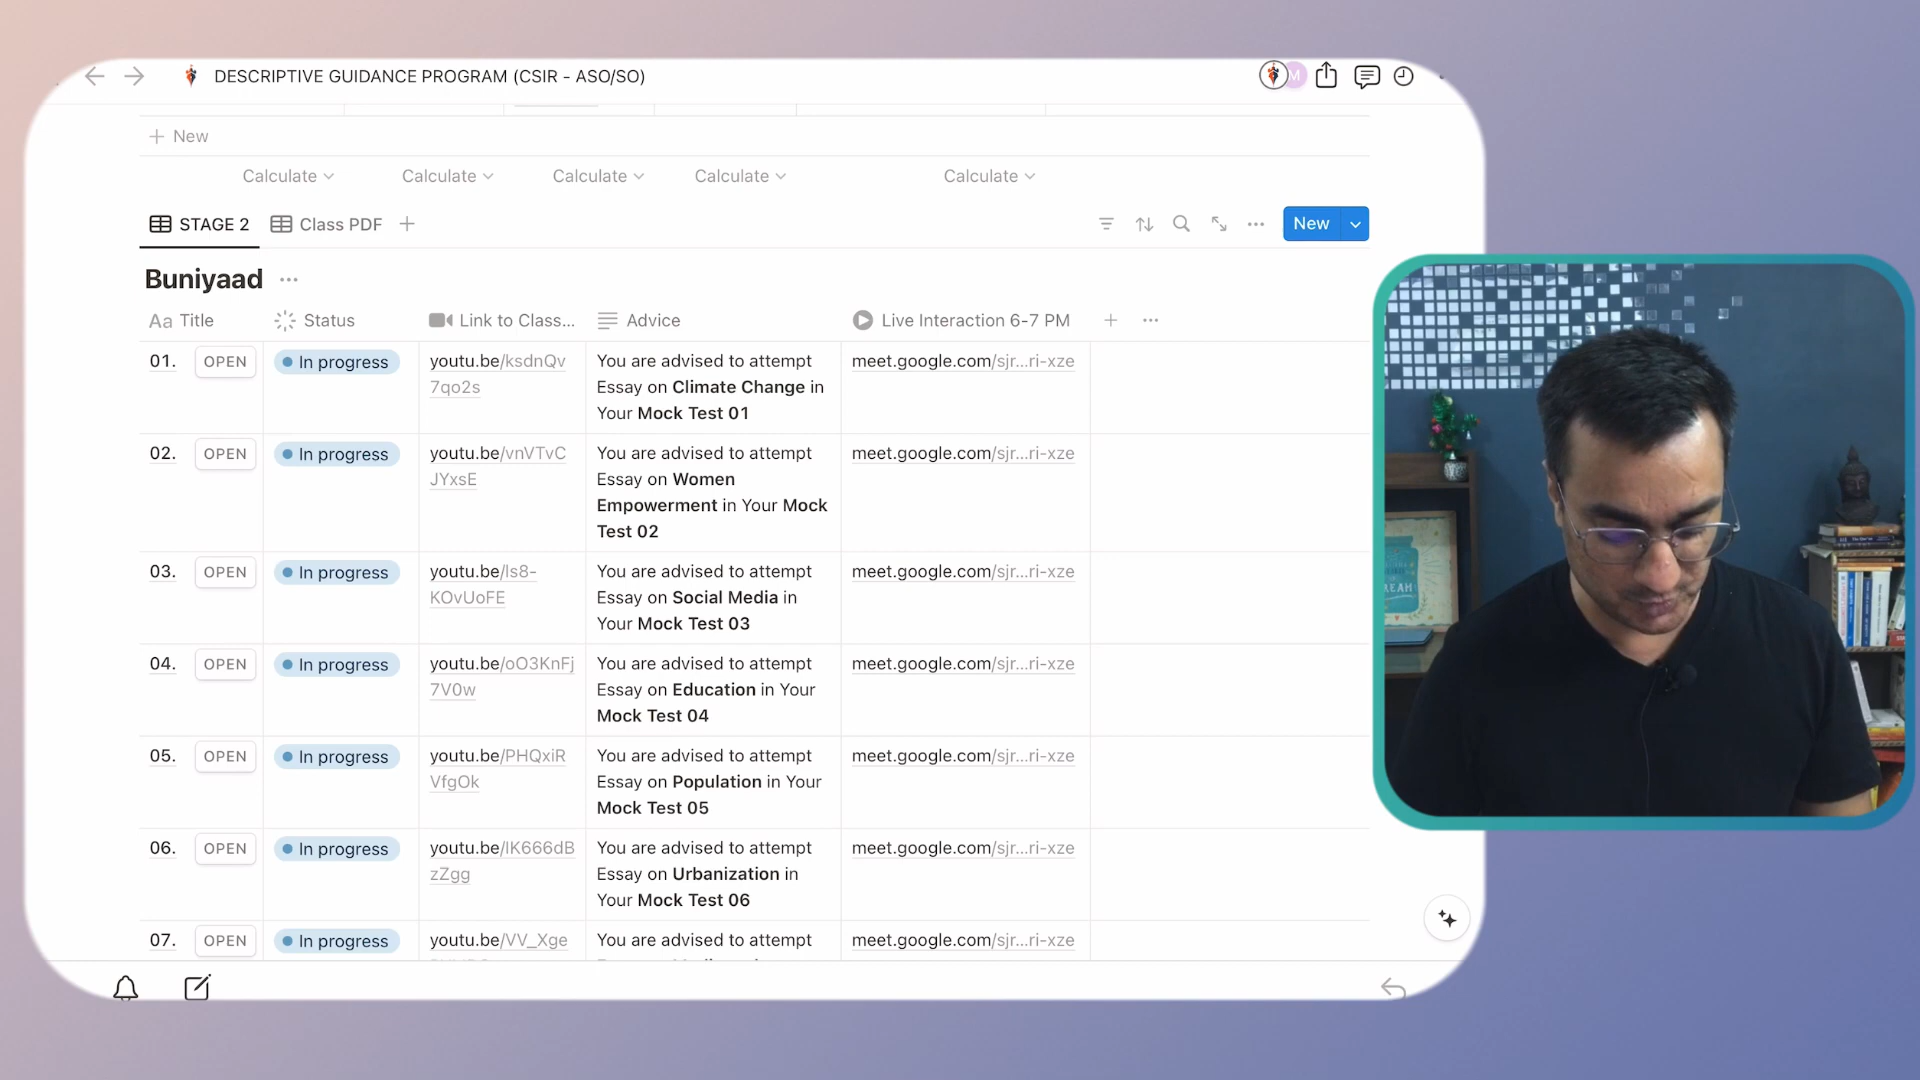 DESCRIPTIVE GUIDANCE PROGRAM (CSIR - ASO/SO)
M
New
Calculate Calculate Calculate Calculate Calculate
STAGE 2 Class PDF
New
Buniyaad
Aa Title Status Link to Class... Advice Live Interaction 6-7 PM
01. OPEN In progress youtu.be/ksdnQv You are advised to attempt meet.google.com/sjr...ri-xze
7qo2s Essay on Climate Change in
Your Mock Test 01
02. OPEN In progress youtu.be/vnVTvC You are advised to attempt meet.google.com/sjr...ri-xze
JYxsE Essay on Women
Empowerment in Your Mock
Test 02
03. OPEN In progress youtu.be/Is8- You are advised to attempt meet.google.com/sjr...ri-xze
KOvUoFE Essay on Social Media in
Your Mock Test 03
04. OPEN In progress youtu.be/oO3KnFj You are advised to attempt meet.google.com/sjr...ri-xze
7V0w Essay on Education in Your
Mock Test 04
05. OPEN In progress youtu.be/PHQxiR You are advised to attempt meet.google.com/sjr...ri-xze
VfgOk Essay on Population in Your
Mock Test 05
06. OPEN In progress youtu.be/IK666dB You are advised to attempt meet.google.com/sjr...ri-xze
zZgg Essay on Urbanization in
Your Mock Test 06
07. OPEN In progress youtu.be/VV_Xge You are advised to attempt meet.google.com/sjr...ri-xze